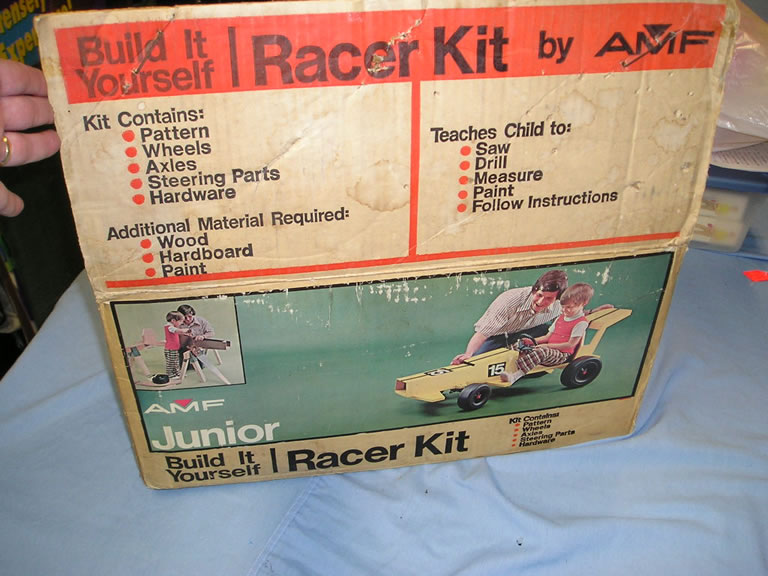 Build It
Yourself
Racer Kit by AMF
Kit Contains:
Pattern
Wheels
Axles
Steering Parts
Hardware
Additional Material Required:
Wood
Hardboard
Paint
Teaches Child to:
Saw
Drill
Measure
Paint
Follow Instructions
15
AMF
Junior
Build It
Yourself
Racer Kit
Kit Contains:
Pattern
Wheels
Axles
Steering Parts
Hardware